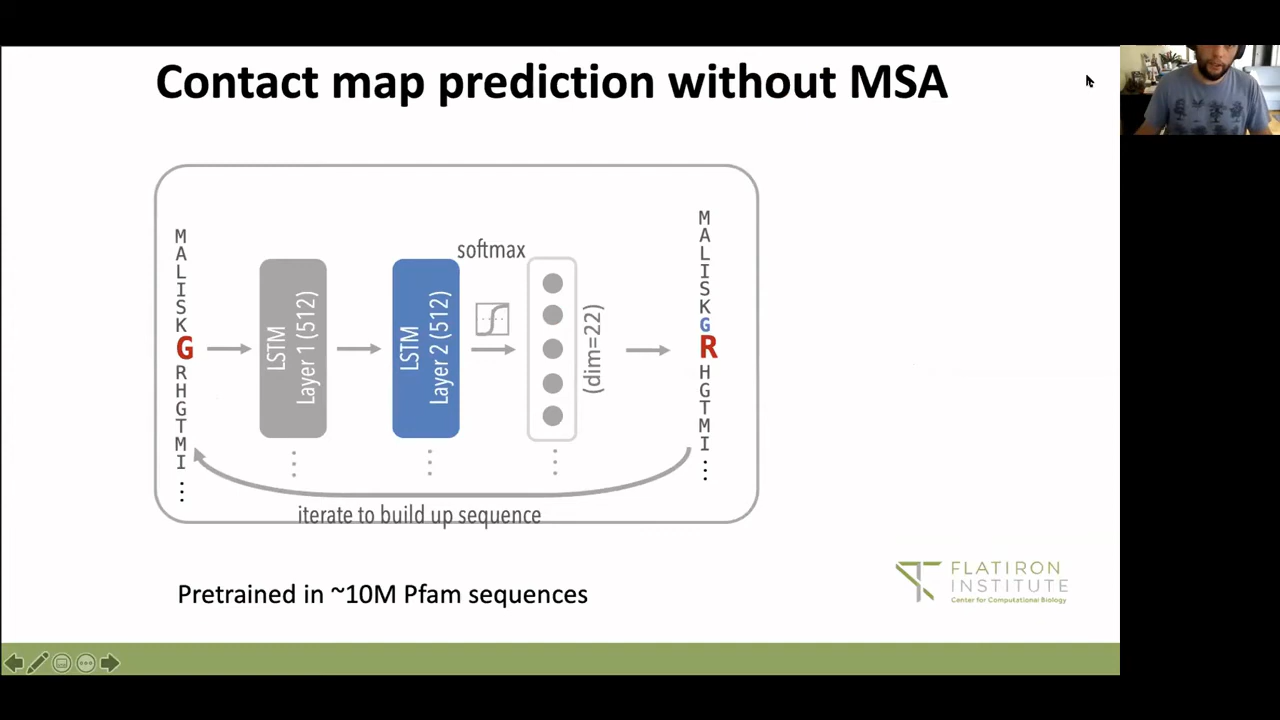 Contact map prediction without MSA
M
A
L
I
S
K
G
R
H
G
T
M
I
⋮
LSTM
Layer 1 (512)
LSTM
Layer 2 (512)
softmax
(dim=22)
M
A
L
I
S
K
G
R
H
G
T
M
I
⋮
iterate to build up sequence
Pretrained in ~10M Pfam sequences
FLATIRON
INSTITUTE
Center for Computational Biology